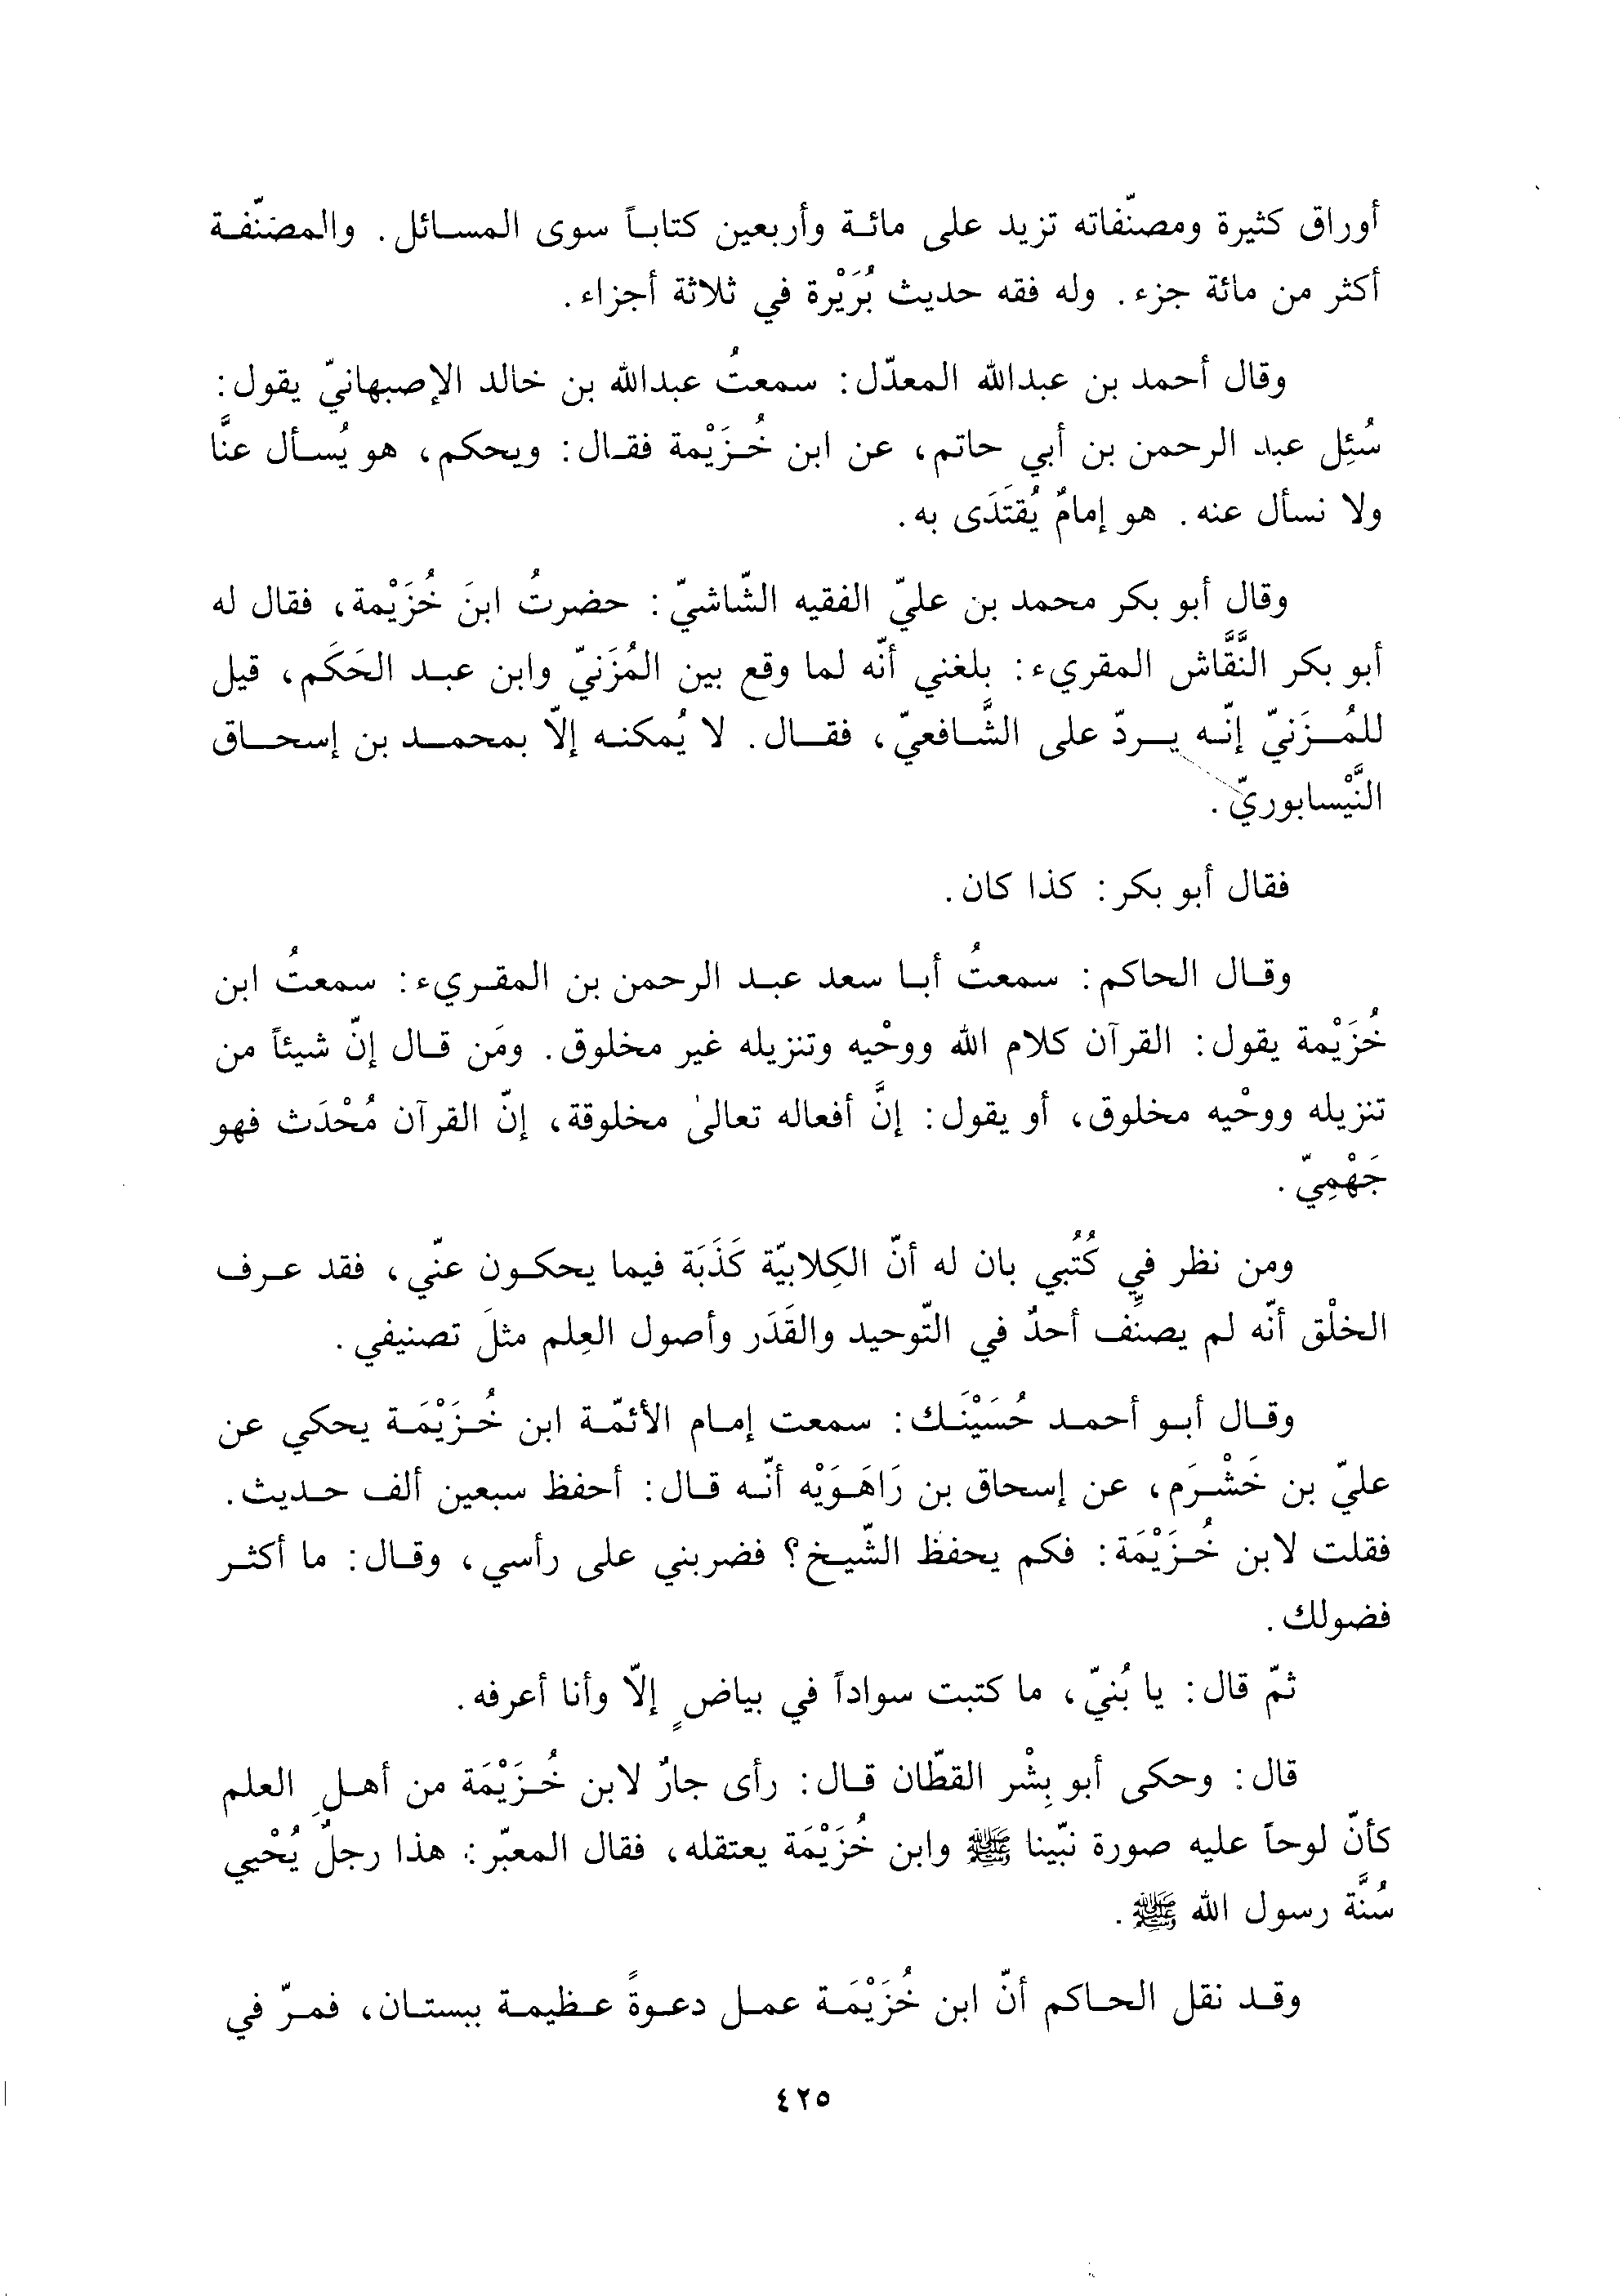 أوراق كثيرة ومصنّفاته تزيد على مائة وأربعين كتاباً سوى المسائل. والمصنّفة
أكثر من مائة جزء. وله فقه حديث بُرَيْرة في ثلاثة أجزاء.
وقال أحمد بن عبدالله المعدّل: سمعتُ عبدالله بن خالد الإصبهانيّ يقول:
سُئِل عبد الرحمن بن أبي حاتم، عن ابن خُزَيْمة فقال: ويحكم، هو يُسأل عنَّا
ولا نسأل عنه. هو إمامٌ يُقتَدَى به.
وقال أبو بكر محمد بن عليّ الفقيه الشّاشيّ: حضرتُ ابنَ خُزَيْمة، فقال له
أبو بكر النَّقَّاش المقريء: بلغني أنّه لما وقع بين المُزَنيّ وابن عبد الحَكَم، قيل
للمُزَنيّ إنّه يردّ على الشَّافعيّ، فقال. لا يُمكنه إلاّ بمحمد بن إسحاق
النَّيْسابوريّ.
فقال أبو بكر: كذا كان.
وقال الحاكم: سمعتُ أبا سعد عبد الرحمن بن المقريء: سمعتُ ابن
خُزَيْمة يقول: القرآن كلام الله ووحْيه وتنزيله غير مخلوق. ومَن قال إنّ شيئاً من
تنزيله ووحْيه مخلوق، أو يقول: إنَّ أفعاله تعالىٰ مخلوقة، إنّ القرآن مُحْدَث فهو
جَهْمِيّ.
ومن نظر في كُتُبي بان له أنّ الكِلابيّة كَذَبَة فيما يحكون عنّي، فقد عرف
الخلْق أنّه لم يصنِّف أحدٌ في التّوحيد والقَدَر وأصول العِلم مثلَ تصنيفي.
وقال أبو أحمد حُسَيْنَك: سمعت إمام الأئمّة ابن خُزَيْمَة يحكي عن
عليّ بن خَشْرَم، عن إسحاق بن رَاهَوَيْه أنّه قال: أحفظ سبعين ألف حديث.
فقلت لابن خُزَيْمَة: فكم يحفظ الشّيخ؟ فضربني على رأسي، وقال: ما أكثر
فضولك.
ثمّ قال: يا بُنيّ، ما كتبت سواداً في بياضٍ إلاّ وأنا أعرفه.
قال: وحكى أبو بِشْر القطّان قال: رأى جارٌ لابن خُزَيْمَة من أهلِ العلم
كأنّ لوحاً عليه صورة نبّينا ﷺ وابن خُزَيْمَة يعتقله، فقال المعبّر: هذا رجلٌ يُحْيي
سُنَّة رسول الله ﷺ.
وقد نقل الحاكم أنّ ابن خُزَيْمَة عمل دعوةً عظيمة ببستان، فمرّ في
٤٢٥